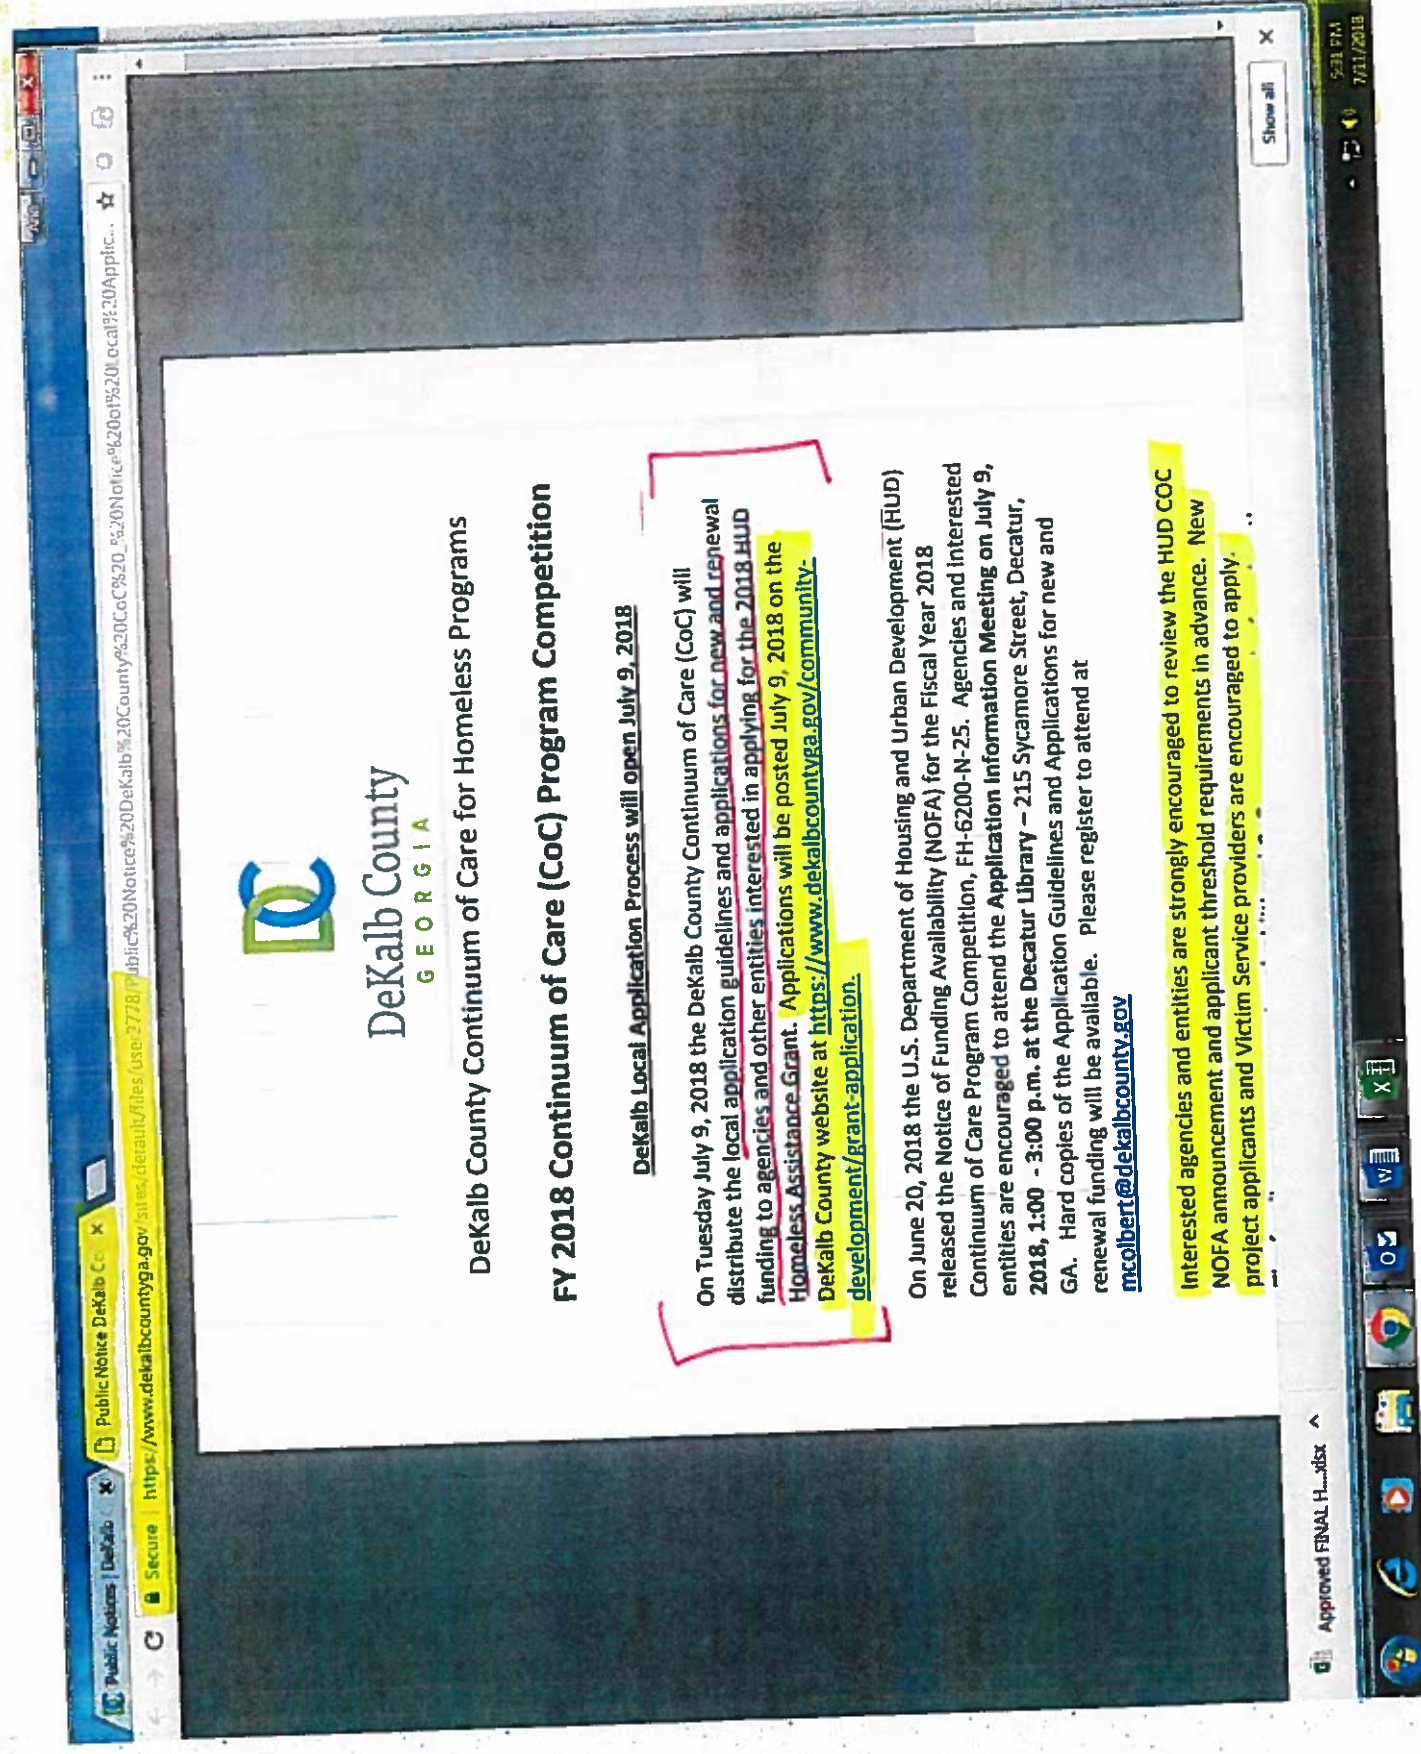 Public Notices | DeKalb
Public Notice DeKalb Co
Secure | https://www.dekalbcountyga.gov/sites/default/files/user2778/Public%20Notice%20DeKalb%20County%20CoC%20_%20Notice%20of%20Local%20Applic...
DC
DeKalb County
GEORGIA
DeKalb County Continuum of Care for Homeless Programs
FY 2018 Continuum of Care (CoC) Program Competition
DeKalb Local Application Process will open July 9, 2018
On Tuesday July 9, 2018 the DeKalb County Continuum of Care (CoC) will
distribute the local application guidelines and applications for new and renewal
funding to agencies and other entities interested in applying for the 2018 HUD
Homeless Assistance Grant. Applications will be posted July 9, 2018 on the
DeKalb County website at https://www.dekalbcountyga.gov/community-
development/grant-application.
On June 20, 2018 the U.S. Department of Housing and Urban Development (HUD)
released the Notice of Funding Availability (NOFA) for the Fiscal Year 2018
Continuum of Care Program Competition, FH-6200-N-25. Agencies and interested
entities are encouraged to attend the Application Information Meeting on July 9,
2018, 1:00 - 3:00 p.m. at the Decatur Library – 215 Sycamore Street, Decatur,
GA. Hard copies of the Application Guidelines and Applications for new and
renewal funding will be available. Please register to attend at
mcolbert@dekalbcounty.gov
Interested agencies and entities are strongly encouraged to review the HUD COC
NOFA announcement and applicant threshold requirements in advance. New
project applicants and Victim Service providers are encouraged to apply.
Approved FINAL H....xlsx
Show all
5:31 PM
7/11/2018